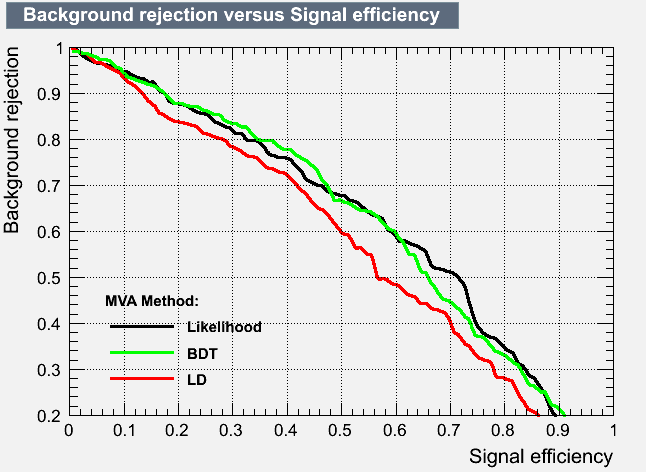 Background rejection versus Signal efficiency
Background rejection
1
0.9
0.8
0.7
0.6
0.5
0.4
0.3
0.2
MVA Method:
Likelihood
BDT
LD
0 0.1 0.2 0.3 0.4 0.5 0.6 0.7 0.8 0.9 1
Signal efficiency